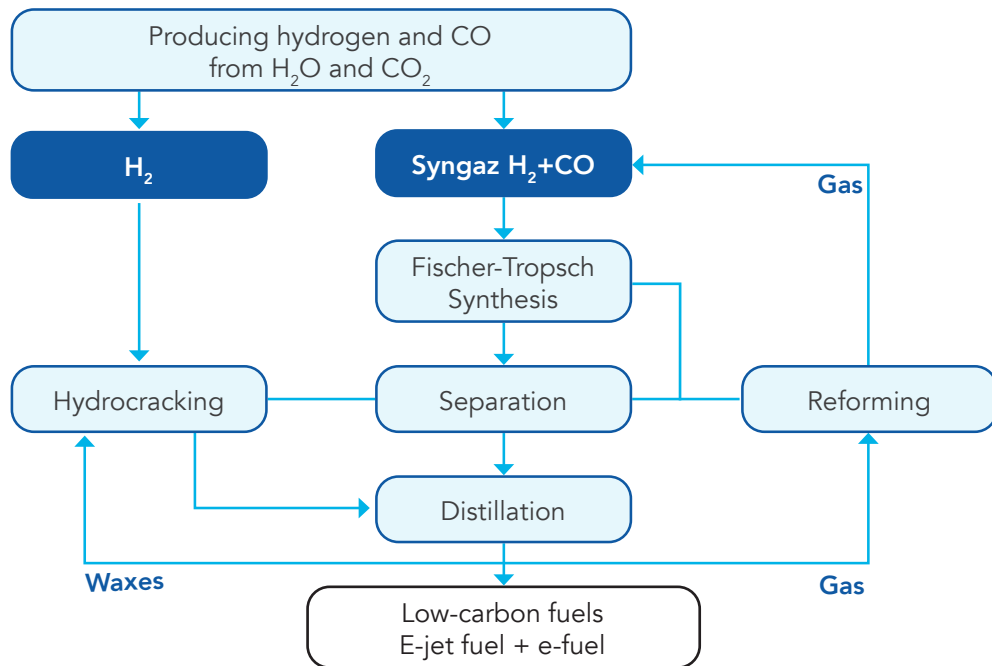 Producing hydrogen and CO
from H₂O and CO₂
H₂
Syngaz H₂+CO
Gas
Fischer-Tropsch
Synthesis
Hydrocracking
Separation
Reforming
Distillation
Waxes
Gas
Low-carbon fuels
E-jet fuel + e-fuel